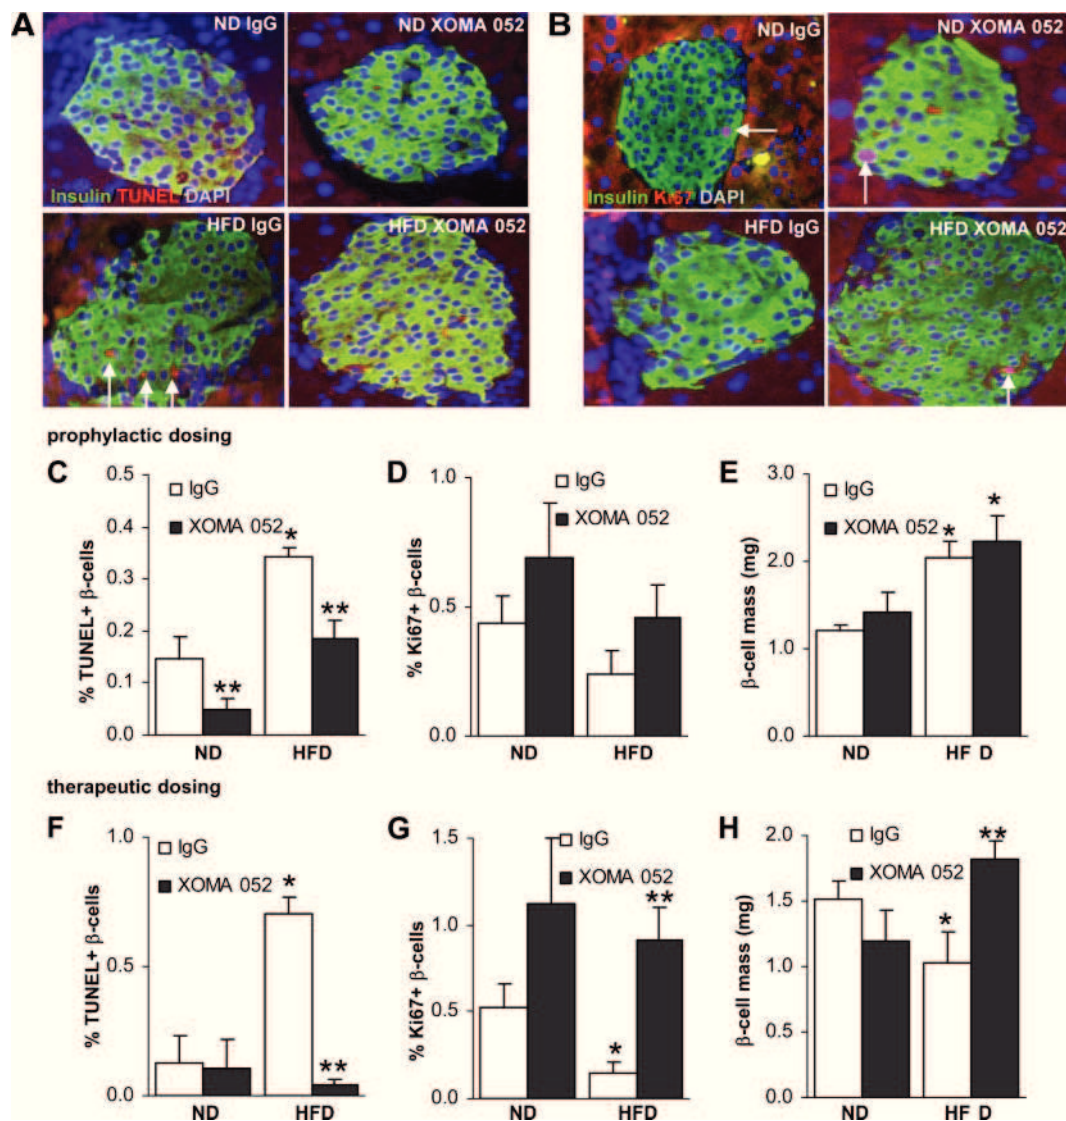 A
ND IgG
ND XOMA 052
Insulin TUNEL DAPI
HFD IgG
HFD XOMA 052
B
ND IgG
ND XOMA 052
Insulin Ki67 DAPI
HFD IgG
HFD XOMA 052
prophylactic dosing
C
% TUNEL+ β-cells
0.5
0.4
0.3
0.2
0.1
0.0
IgG
XOMA 052
**
*
**
ND
HFD
D
% Ki67+ β-cells
1.0
0.5
0.0
IgG
XOMA 052
ND
HFD
E
β-cell mass (mg)
3.0
2.0
1.0
0.0
IgG
XOMA 052
*
*
ND
HF D
therapeutic dosing
F
% TUNEL+ β-cells
1.0
0.5
0.0
IgG
XOMA 052
*
**
ND
HFD
G
% Ki67+ β-cells
1.5
1.0
0.5
0.0
IgG
XOMA 052
*
**
ND
HFD
H
β-cell mass (mg)
2.0
1.5
1.0
0.5
0.0
IgG
XOMA 052
*
**
ND
HF D